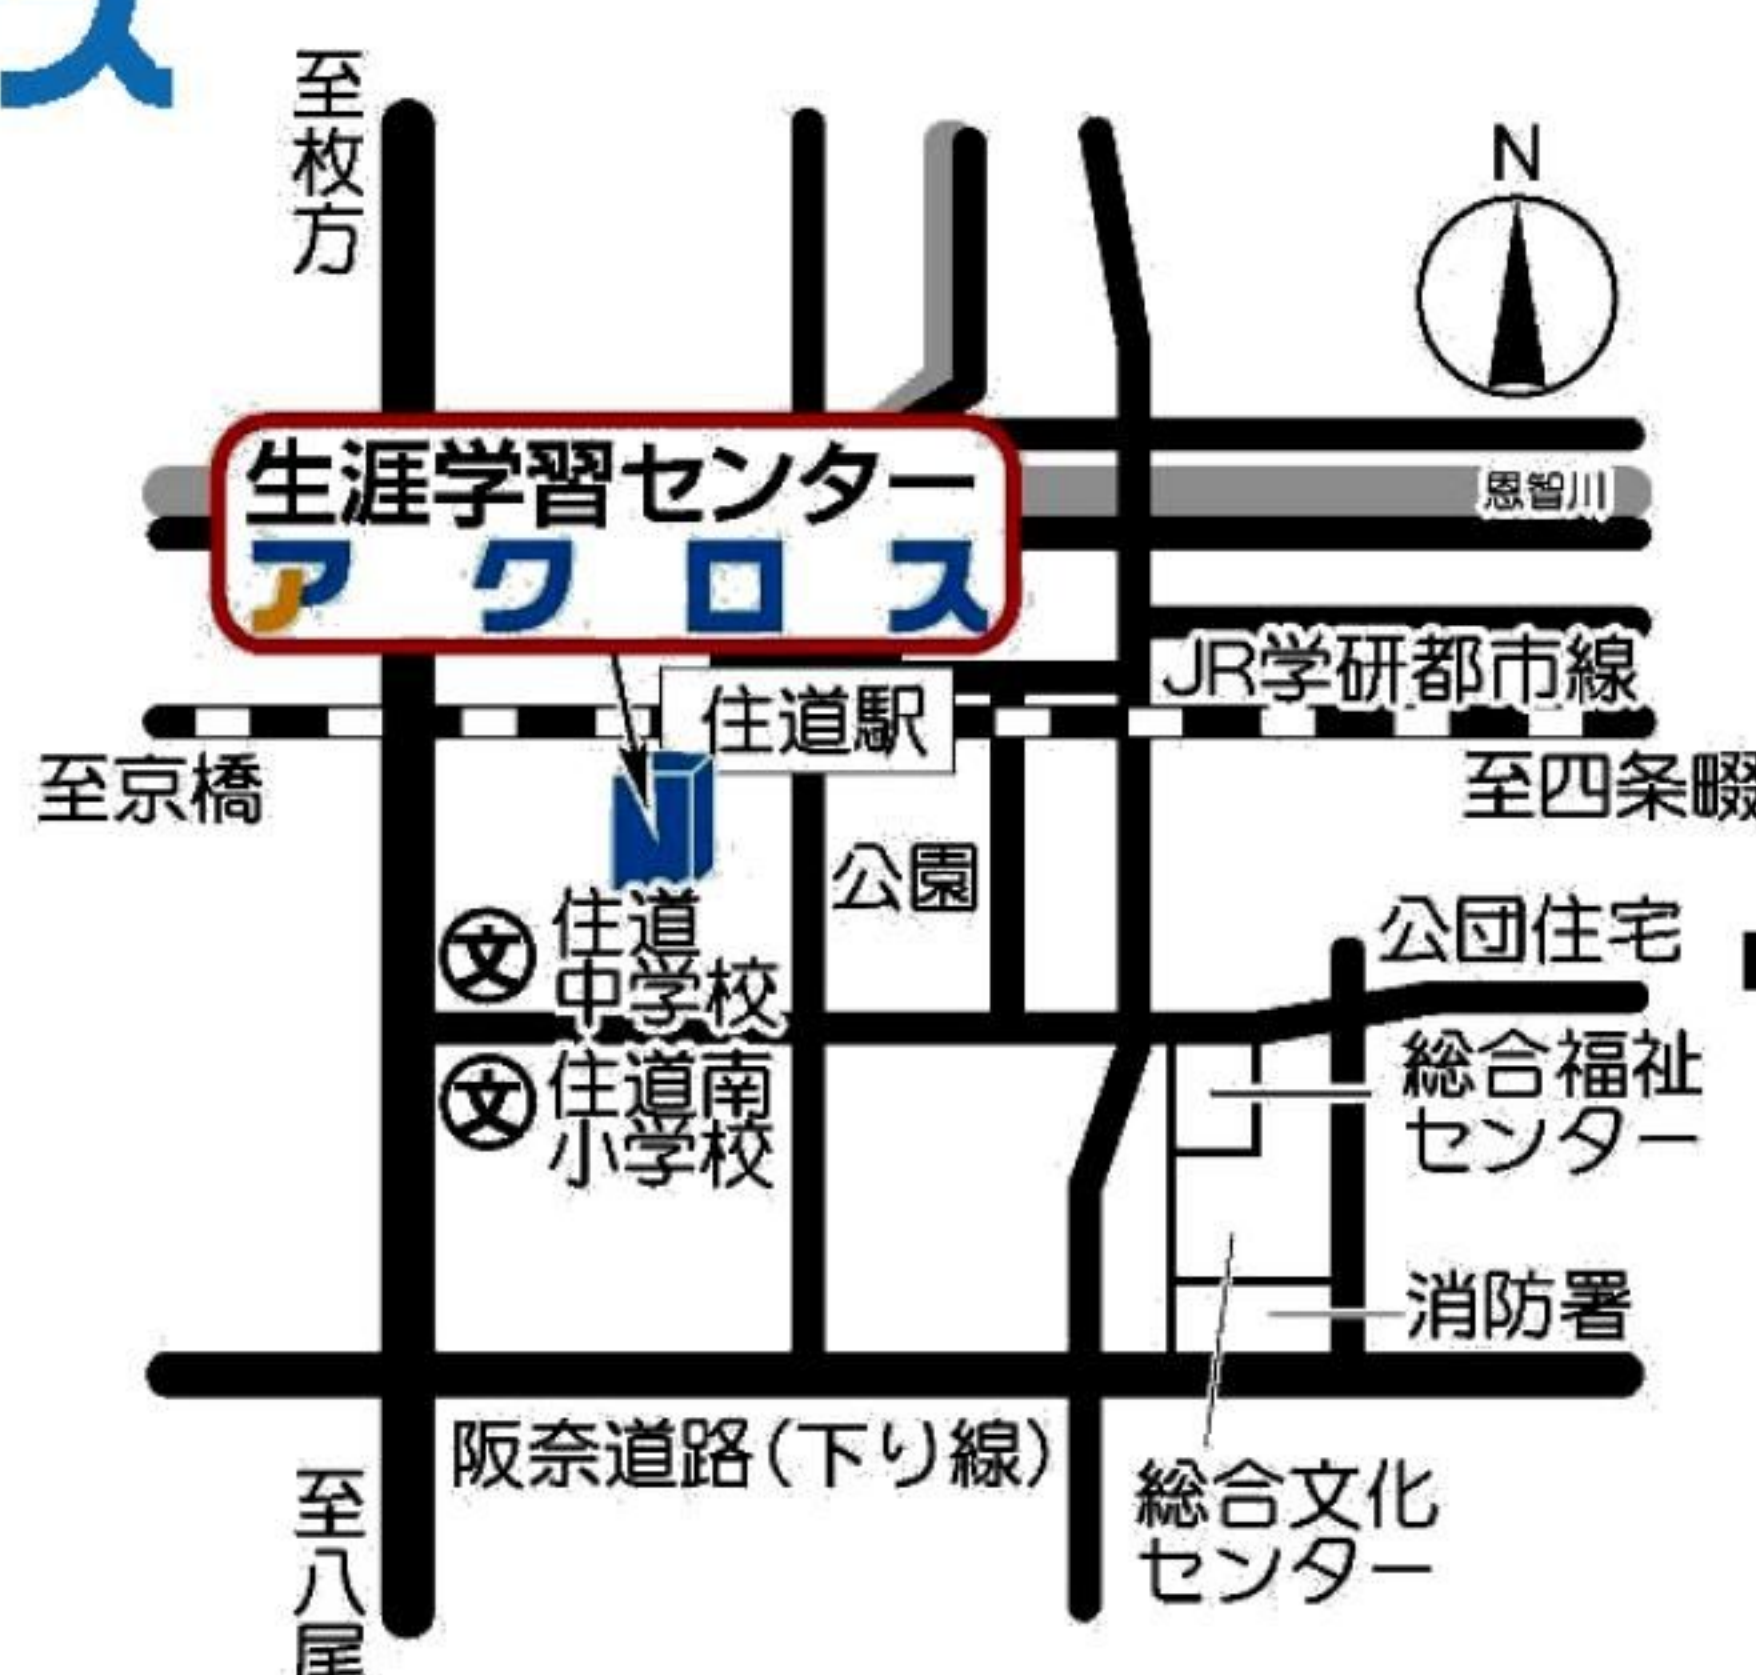 ス
至枚方
N
生涯学習センター
アクロス
恩智川
JR学研都市線
住道駅
至京橋
至四条畷
公園
住道
中学校
公団住宅
住道南
小学校
総合福祉
センター
消防署
阪奈道路(下り線)
総合文化
センター
至八尾